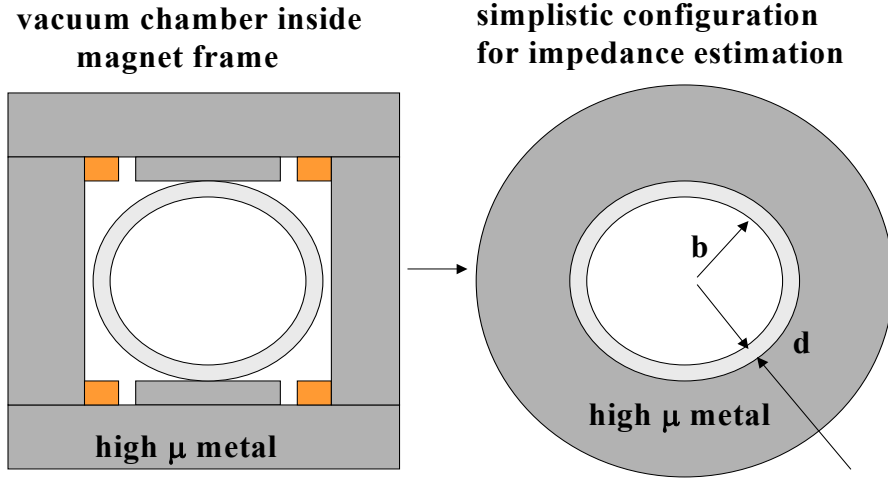 vacuum chamber inside
magnet frame
simplistic configuration
for impedance estimation
b
d
high μ metal
high μ metal